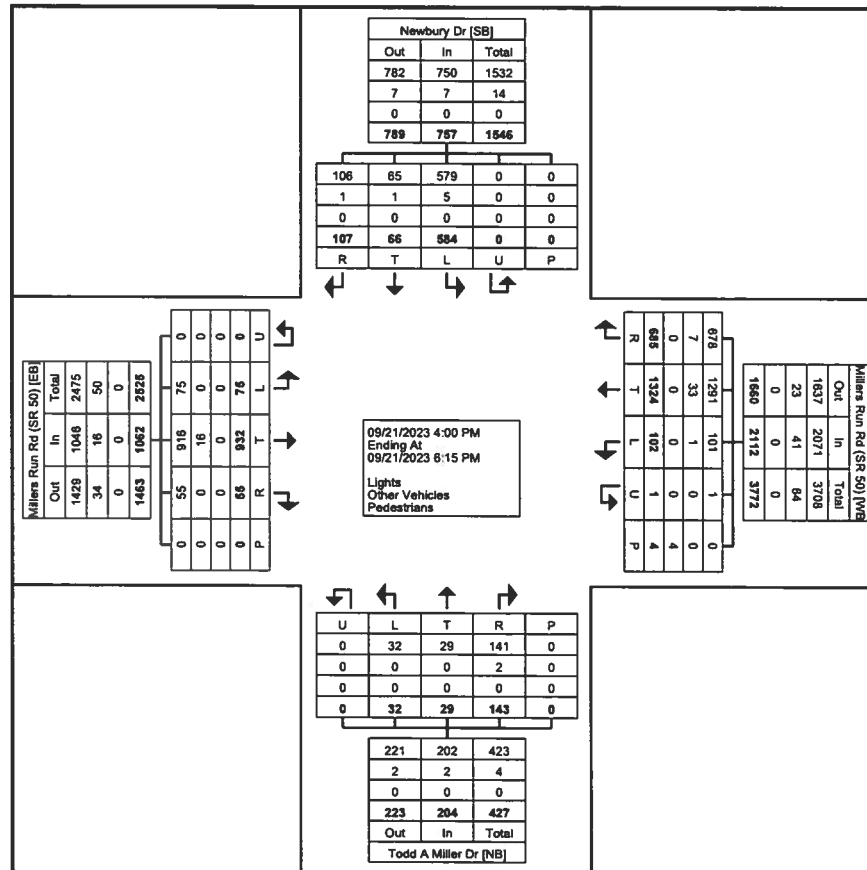 Newbury Dr [SB]
Out In Total
782 750 1532
7 7 14
0 0 0
789 757 1546
106 65 579 0 0
1 1 5 0 0
0 0 0 0 0
107 66 584 0 0
R T L U P
Millers Run Rd (SR 50) [EB]
Out In Total
1429 1046 2475
34 16 50
0 0 0
1463 1062 2525
0 55 916 75 0
0 0 16 0 0
0 0 0 0 0
0 55 932 75 0
P R T L U
09/21/2023 4:00 PM
Ending At
09/21/2023 6:15 PM
Lights
Other Vehicles
Pedestrians
Millers Run Rd (SR 50) [WB]
Out In Total
1637 2071 3708
23 41 64
0 0 0
1660 2112 3772
678 1291 101 1 0
7 33 1 0 0
0 0 0 0 4
685 1324 102 1 4
R T L U P
U L T R P
0 32 29 141 0
0 0 0 2 0
0 0 0 0 0
0 32 29 143 0
221 202 423
2 2 4
0 0 0
223 204 427
Out In Total
Todd A Miller Dr [NB]